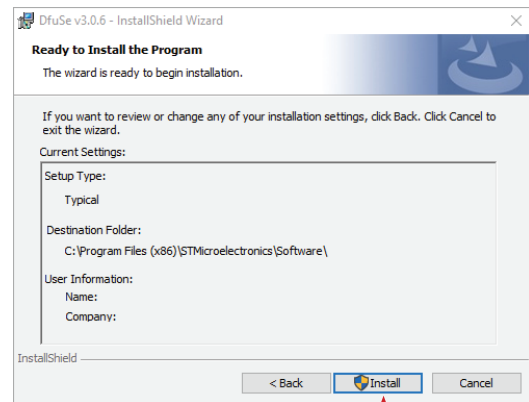 DfuSe v3.0.6 - InstallShield Wizard
Ready to Install the Program
The wizard is ready to begin installation.
If you want to review or change any of your installation settings, click Back. Click Cancel to
exit the wizard.
Current Settings:
Setup Type:
Typical
Destination Folder:
C:\Program Files (x86)\STMicroelectronics\Software\
User Information:
Name:
Company:
InstallShield
< Back Install Cancel